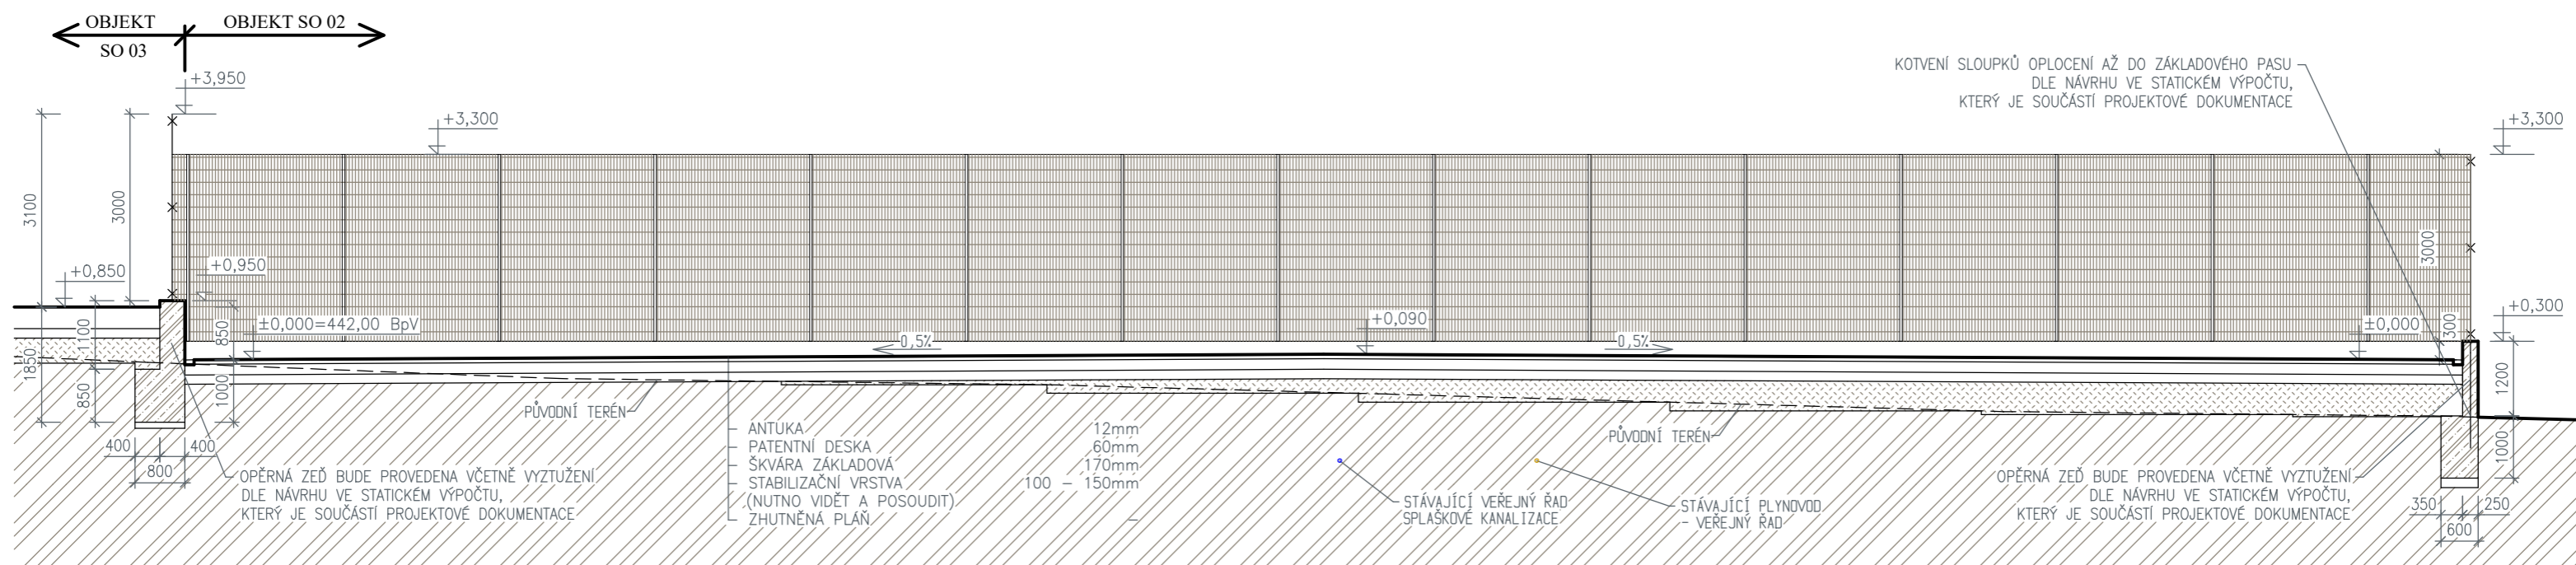 OBJEKT
SO 03
OBJEKT SO 02
+3,950
+3,300
KOTVENÍ SLOUPKŮ OPLOCENÍ AŽ DO ZÁKLADOVÉHO PASU
DLE NÁVRHU VE STATICKÉM VÝPOČTU,
KTERÝ JE SOUČÁSTÍ PROJEKTOVÉ DOKUMENTACE
+3,300
3100
3000
3000
+0,850
+0,950
+0,300
±0,000=442,00 BpV
0,5%
+0,090
0,5%
±0,000
300
1100
850
1850
850
1000
1200
1000
400
400
800
PŮVODNÍ TERÉN
PŮVODNÍ TERÉN
ANTUKA 12mm
PATENTNÍ DESKA 60mm
ŠKVÁRA ZÁKLADOVÁ 170mm
STABILIZAČNÍ VRSTVA 100 – 150mm
(NUTNO VIDĚT A POSOUDIT)
ZHUTNĚNÁ PLÁŇ –
OPĚRNÁ ZEĎ BUDE PROVEDENA VČETNĚ VYZTUŽENÍ
DLE NÁVRHU VE STATICKÉM VÝPOČTU,
KTERÝ JE SOUČÁSTÍ PROJEKTOVÉ DOKUMENTACE
STÁVAJÍCÍ VEŘEJNÝ ŘAD
SPLAŠKOVÉ KANALIZACE
STÁVAJÍCÍ PLYNOVOD
- VEŘEJNÝ ŘAD
OPĚRNÁ ZEĎ BUDE PROVEDENA VČETNĚ VYZTUŽENÍ
DLE NÁVRHU VE STATICKÉM VÝPOČTU,
KTERÝ JE SOUČÁSTÍ PROJEKTOVÉ DOKUMENTACE
350
250
600